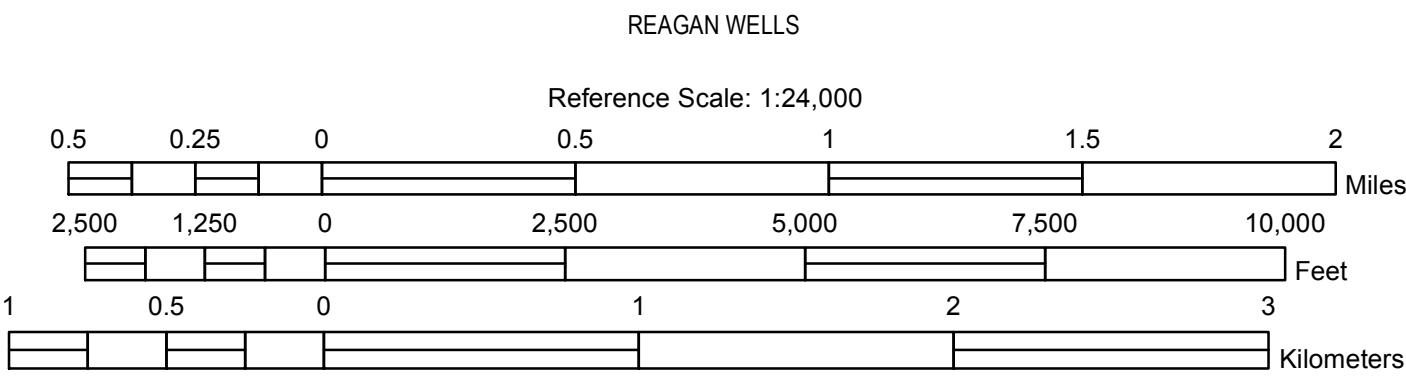 REAGAN WELLS
Reference Scale: 1:24,000
0.5 0.25 0 0.5 1 1.5 2
Miles
2,500 1,250 0 2,500 5,000 7,500 10,000
Feet
1 0.5 0 1 2 3
Kilometers